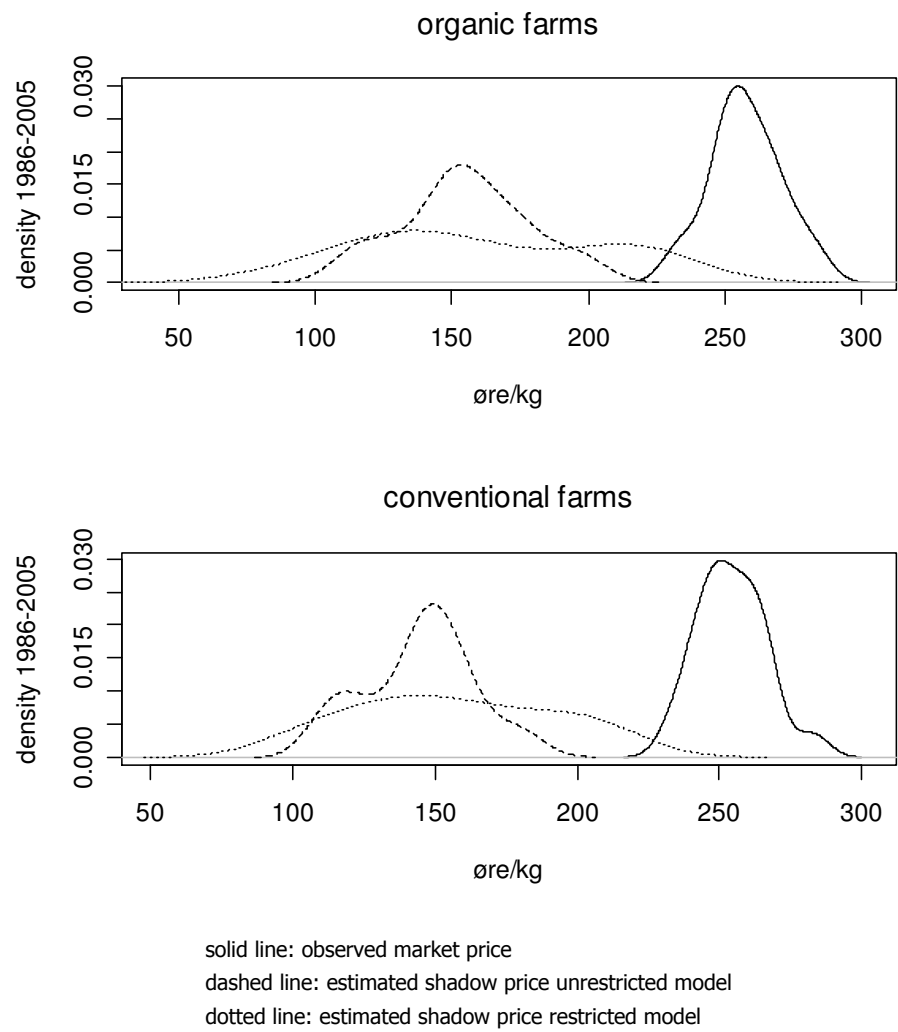 organic farms
density 1986-2005
0.030
0.015
0.000
50 100 150 200 250 300
øre/kg
conventional farms
density 1986-2005
0.030
0.015
0.000
50 100 150 200 250 300
øre/kg
solid line: observed market price
dashed line: estimated shadow price unrestricted model
dotted line: estimated shadow price restricted model